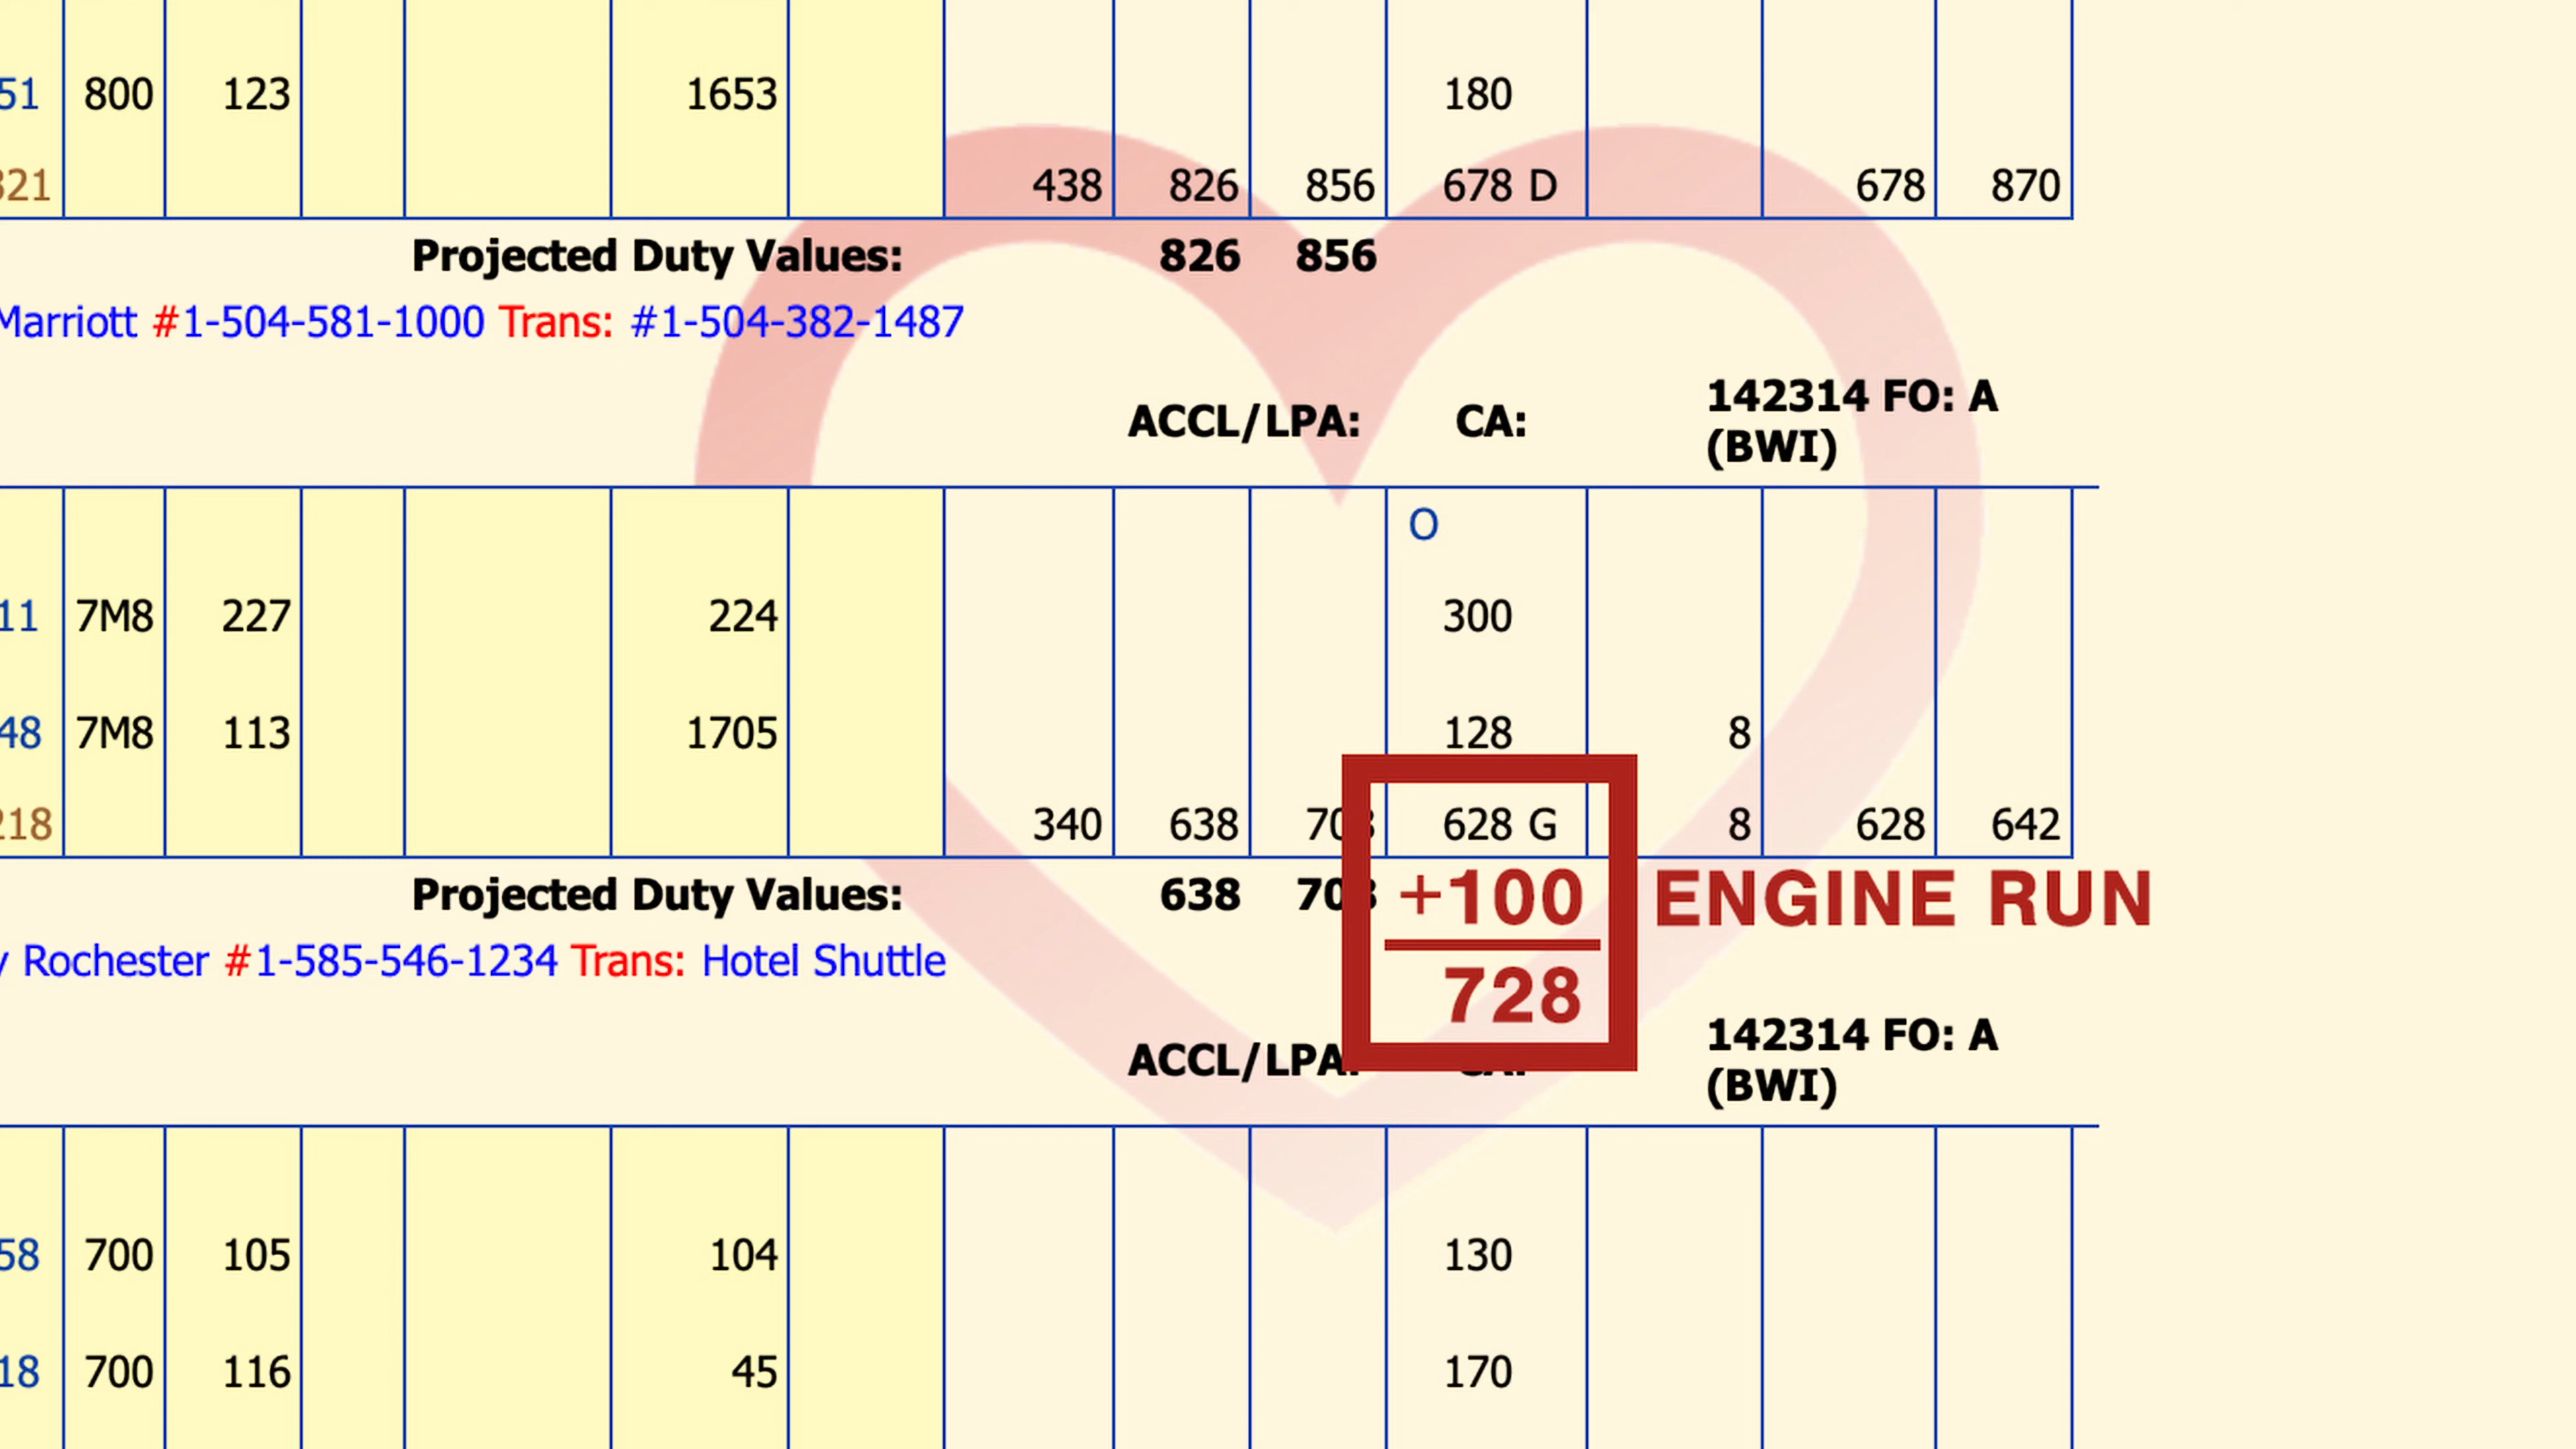 51 800 123 1653 180
321 438 826 856 678 D 678 870
Projected Duty Values: 826 856
Marriott #1-504-581-1000 Trans: #1-504-382-1487
ACCL/LPA: CA: 142314 FO: A
(BWI)
O
11 7M8 227 224 300
48 7M8 113 1705 128 8
218 340 638 703 628 G 8 628 642
Projected Duty Values: 638 703 +100 ENGINE RUN
y Rochester #1-585-546-1234 Trans: Hotel Shuttle
728
ACCL/LPA: CA: 142314 FO: A
(BWI)
58 700 105 104 130
18 700 116 45 170